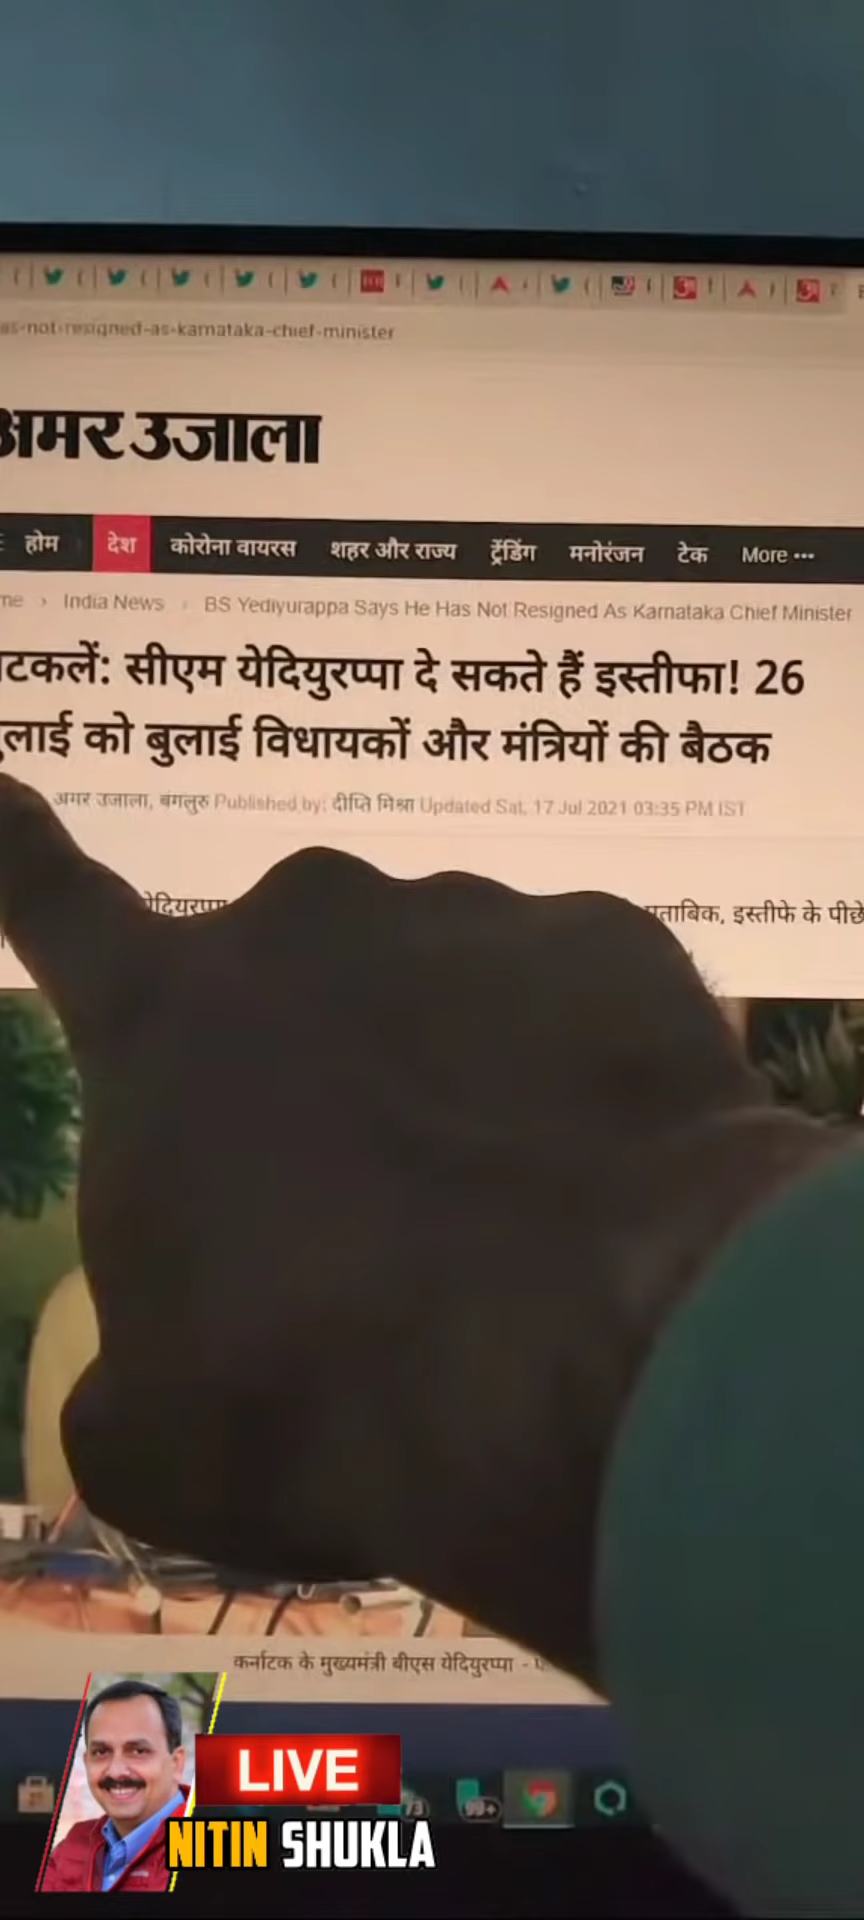 as-not-resigned-as-karnataka-chief-minister
अमर उजाला
होम देश कोरोना वायरस शहर और राज्य ट्रेंडिंग मनोरंजन टेक More •••
India News › BS Yediyurappa Says He Has Not Resigned As Karnataka Chief Minister
टकलें: सीएम येदियुरप्पा दे सकते हैं इस्तीफा! 26
लाई को बुलाई विधायकों और मंत्रियों की बैठक
अमर उजाला, बंगलुरु Published by: दीप्ति मिश्रा Updated Sat, 17 Jul 2021 03:35 PM IST
इस्तीफे के पीछे
कर्नाटक के मुख्यमंत्री बीएस येदियुरप्पा -
99+
LIVE
NITIN SHUKLA